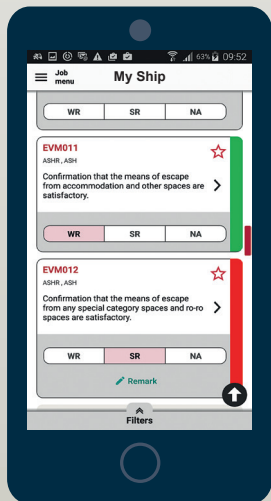 63% 09:52
Job
menu
My Ship
WR SR NA
EVM011
ASHR , ASH
Confirmation that the means of escape
from accommodation and other spaces are
satisfactory.
WR SR NA
EVM012
ASHR , ASH
Confirmation that the means of escape
from any special category spaces and ro-ro
spaces are satisfactory.
WR SR NA
Remark
Filters